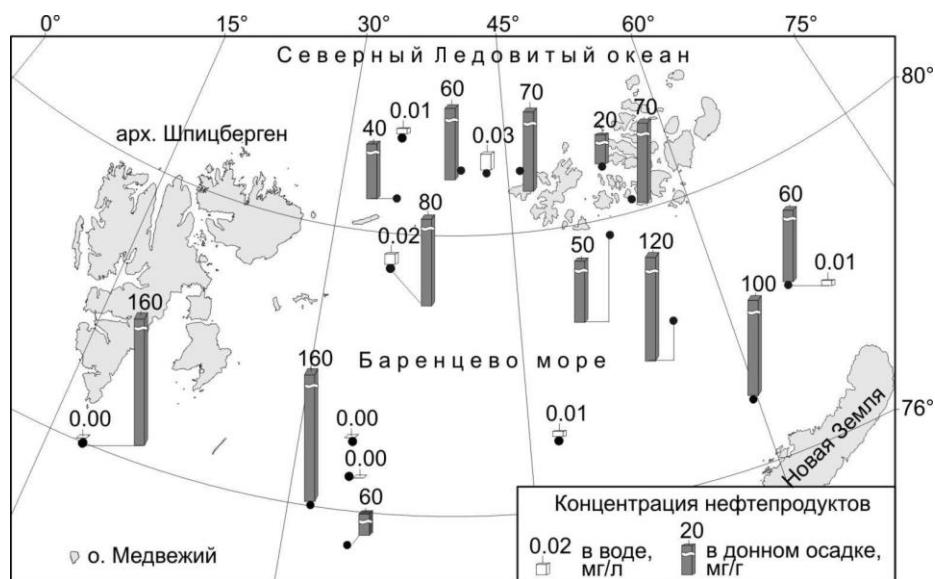 0° 15° 30° 45° 60° 75°
Северный Ледовитый океан
80°
арх. Шпицберген
40
0.01
60
0.03
70
20
70
80
0.02
50
120
60
0.01
100
160
160
Баренцево море
0.00
0.00
0.00
60
0.01
76°
Новая Земля
о. Медвежий
Концентрация нефтепродуктов
0.02 в воде, мг/л
20 в донном осадке, мг/г